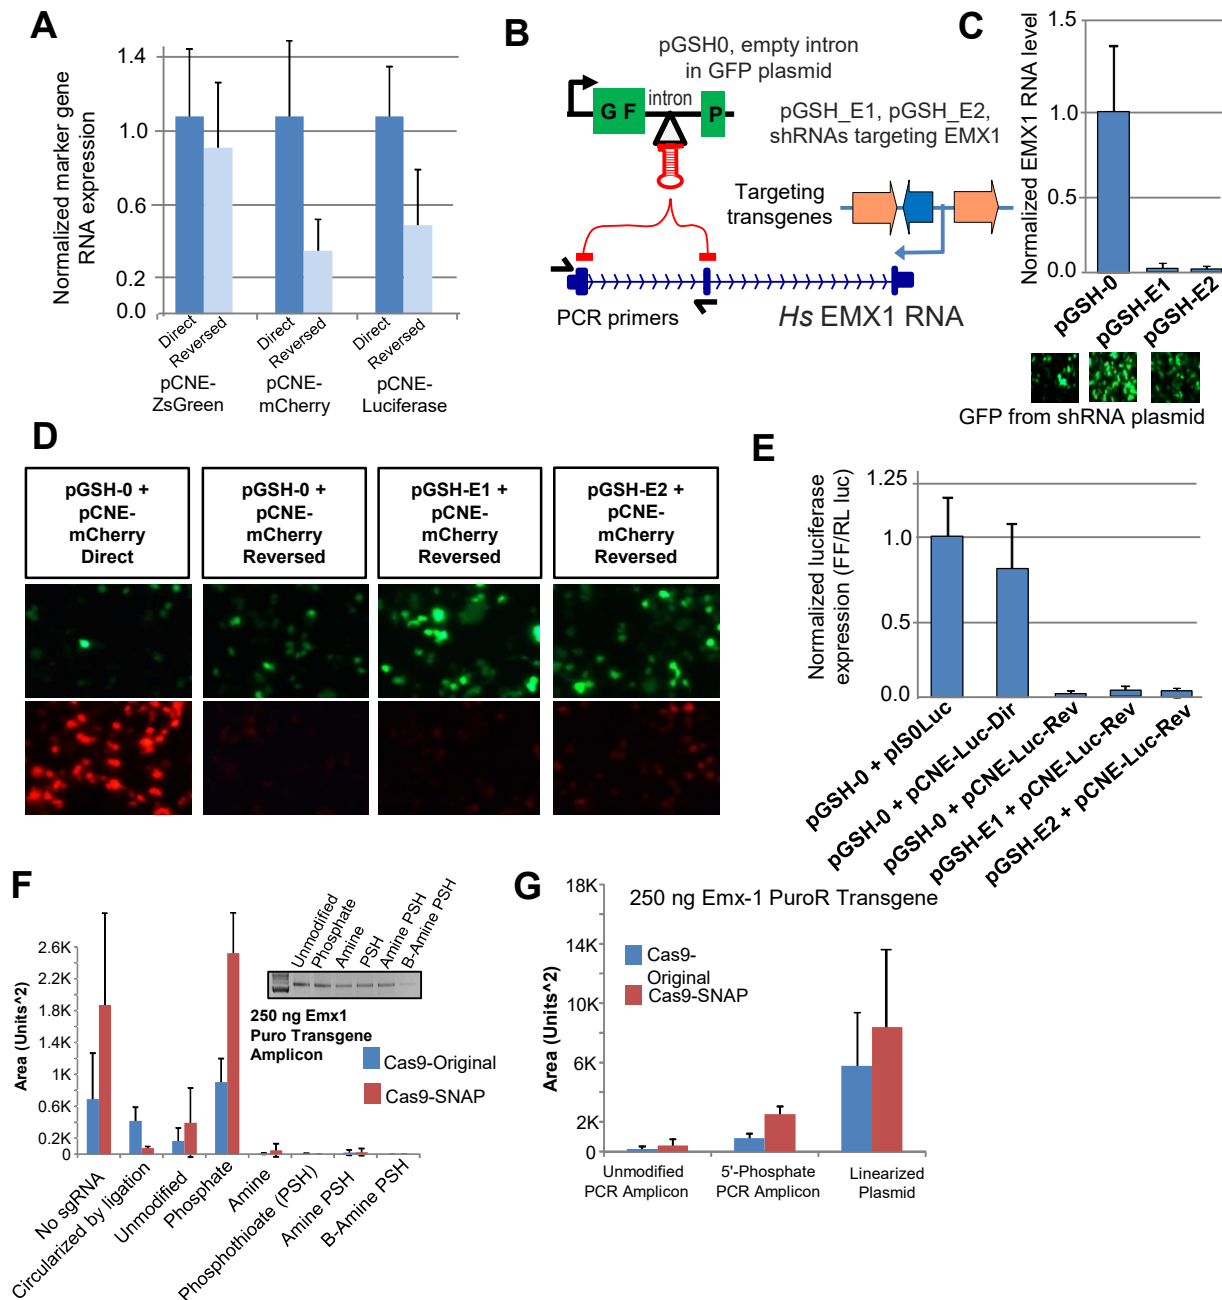 A
Normalized marker gene
RNA expression
1.4
1.0
0.6
0.2
0.0
Direct
Reversed
Direct
Reversed
Direct
Reversed
pCNE-
ZsGreen
pCNE-
mCherry
pCNE-
Luciferase
B
pGSH0, empty intron
in GFP plasmid
G F
intron
P
pGSH_E1, pGSH_E2,
shRNAs targeting EMX1
Targeting
transgenes
PCR primers
Hs EMX1 RNA
C
Normalized EMX1 RNA level
1.0
0.5
0.0
pGSH-0
pGSH-E1
pGSH-E2
GFP from shRNA plasmid
D
pGSH-0 +
pCNE-
mCherry
Direct
pGSH-0 +
pCNE-
mCherry
Reversed
pGSH-E1 +
pCNE-
mCherry
Reversed
pGSH-E2 +
pCNE-
mCherry
Reversed
E
Normalized luciferase
expression (FF/RL luc)
1.25
1.0
0.5
0.0
pGSH-0 + pIS0Luc
pGSH-0 + pCNE-Luc-Dir
pGSH-0 + pCNE-Luc-Rev
pGSH-E1 + pCNE-Luc-Rev
pGSH-E2 + pCNE-Luc-Rev
F
Area (Units^2)
2.6K
1.8K
1.2K
0.6K
0.2K
0
Unmodified
Phosphate
Amine
PSH
Amine PSH
B-Amine PSH
250 ng Emx1
Puro Transgene
Amplicon
Cas9-Original
Cas9-SNAP
No sgRNA
Circularized by ligation
Unmodified
Phosphate
Amine
Phosphothioate (PSH)
Amine PSH
B-Amine PSH
G
250 ng Emx-1 PuroR Transgene
Area (Units^2)
18K
14K
10K
6K
2K
0
Cas9-
Original
Cas9-SNAP
Unmodified
PCR Amplicon
5'-Phosphate
PCR Amplicon
Linearized
Plasmid